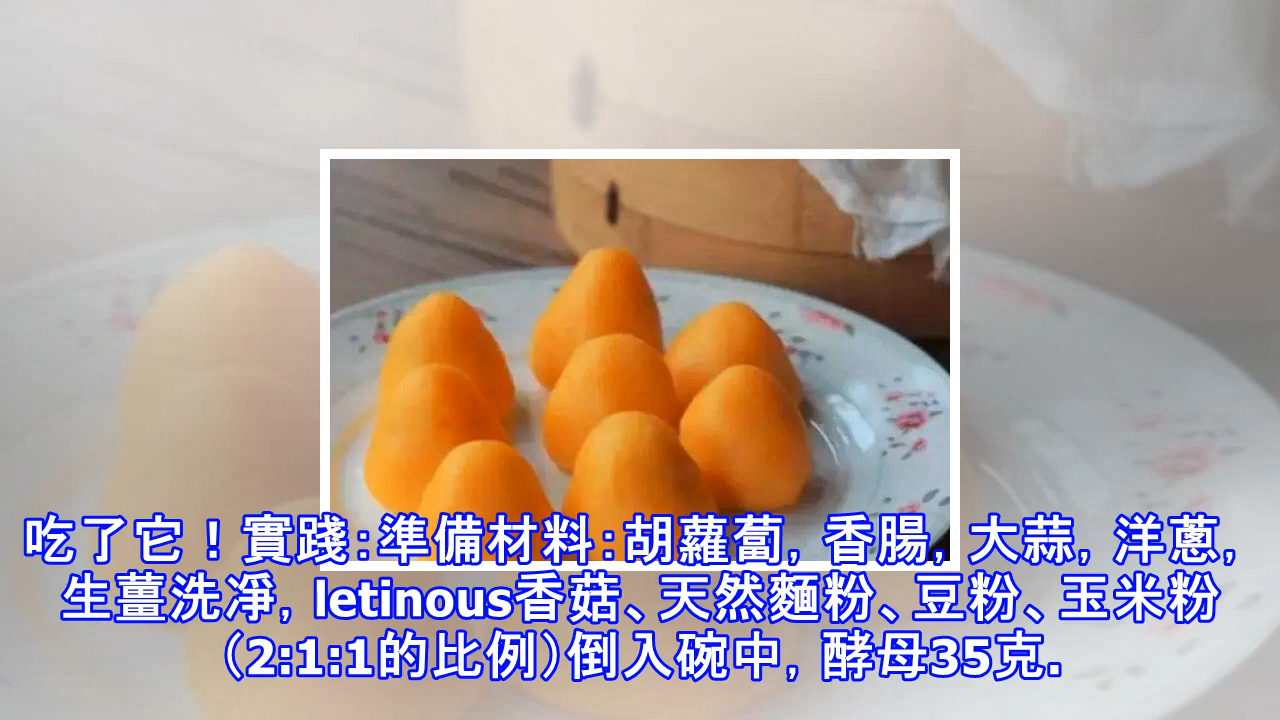 吃了它！實踐:準備材料:胡蘿蔔, 香腸, 大蒜, 洋蔥,
生薑洗凈, letinous香菇、天然麵粉、豆粉、玉米粉
（2:1:1的比例）倒入碗中, 酵母35克.